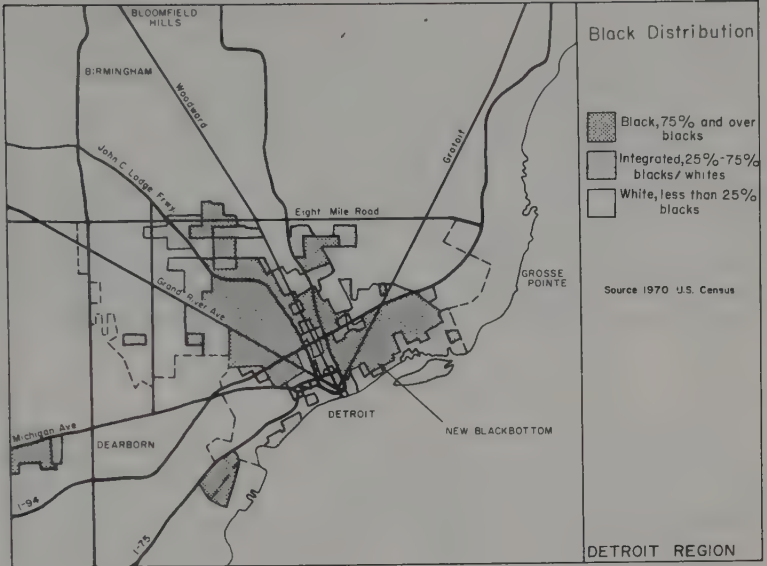 BLOOMFIELD
HILLS
BIRMINGHAM
Woodward
Gratoit
John C Lodge Frwy.
Eight Mile Road
Grand River Ave
GROSSE
POINTE
DETROIT
NEW BLACKBOTTOM
Michigan Ave
DEARBORN
I-94
I-75
Black Distribution
Black, 75% and over
blacks
Integrated, 25%-75%
blacks/whites
White, less than 25%
blacks
Source 1970 U.S. Census
DETROIT REGION